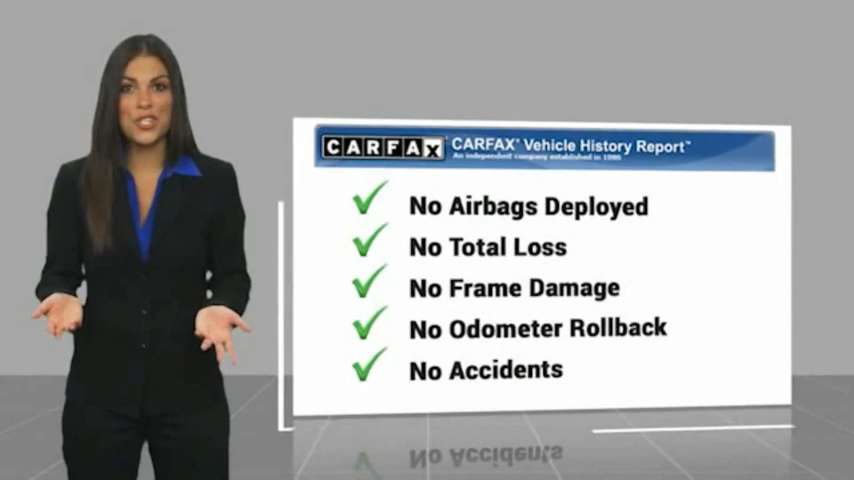 CARFAX CARFAX™ Vehicle History Report™
An independent company established in 1986
No Airbags Deployed
No Total Loss
No Frame Damage
No Odometer Rollback
No Accidents
No Accidents